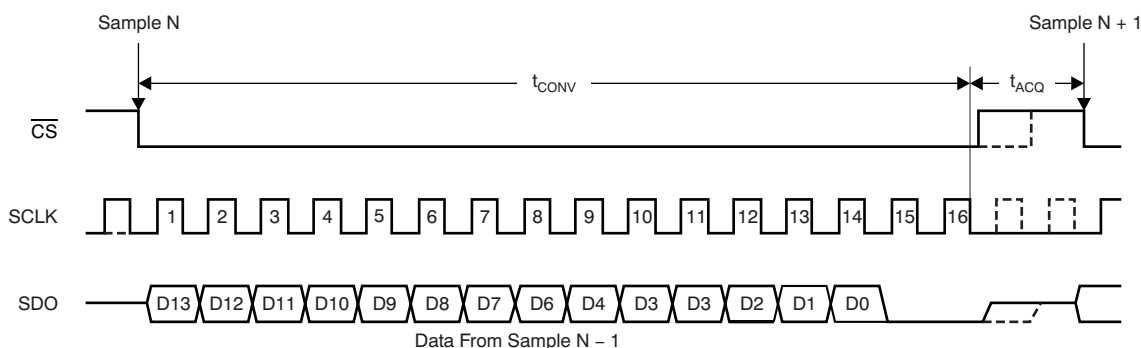 Sample N
Sample N + 1
tCONV
tACQ
CS
SCLK
1 2 3 4 5 6 7 8 9 10 11 12 13 14 15 16
SDO
D13 D12 D11 D10 D9 D8 D7 D6 D4 D3 D3 D2 D1 D0
Data From Sample N − 1